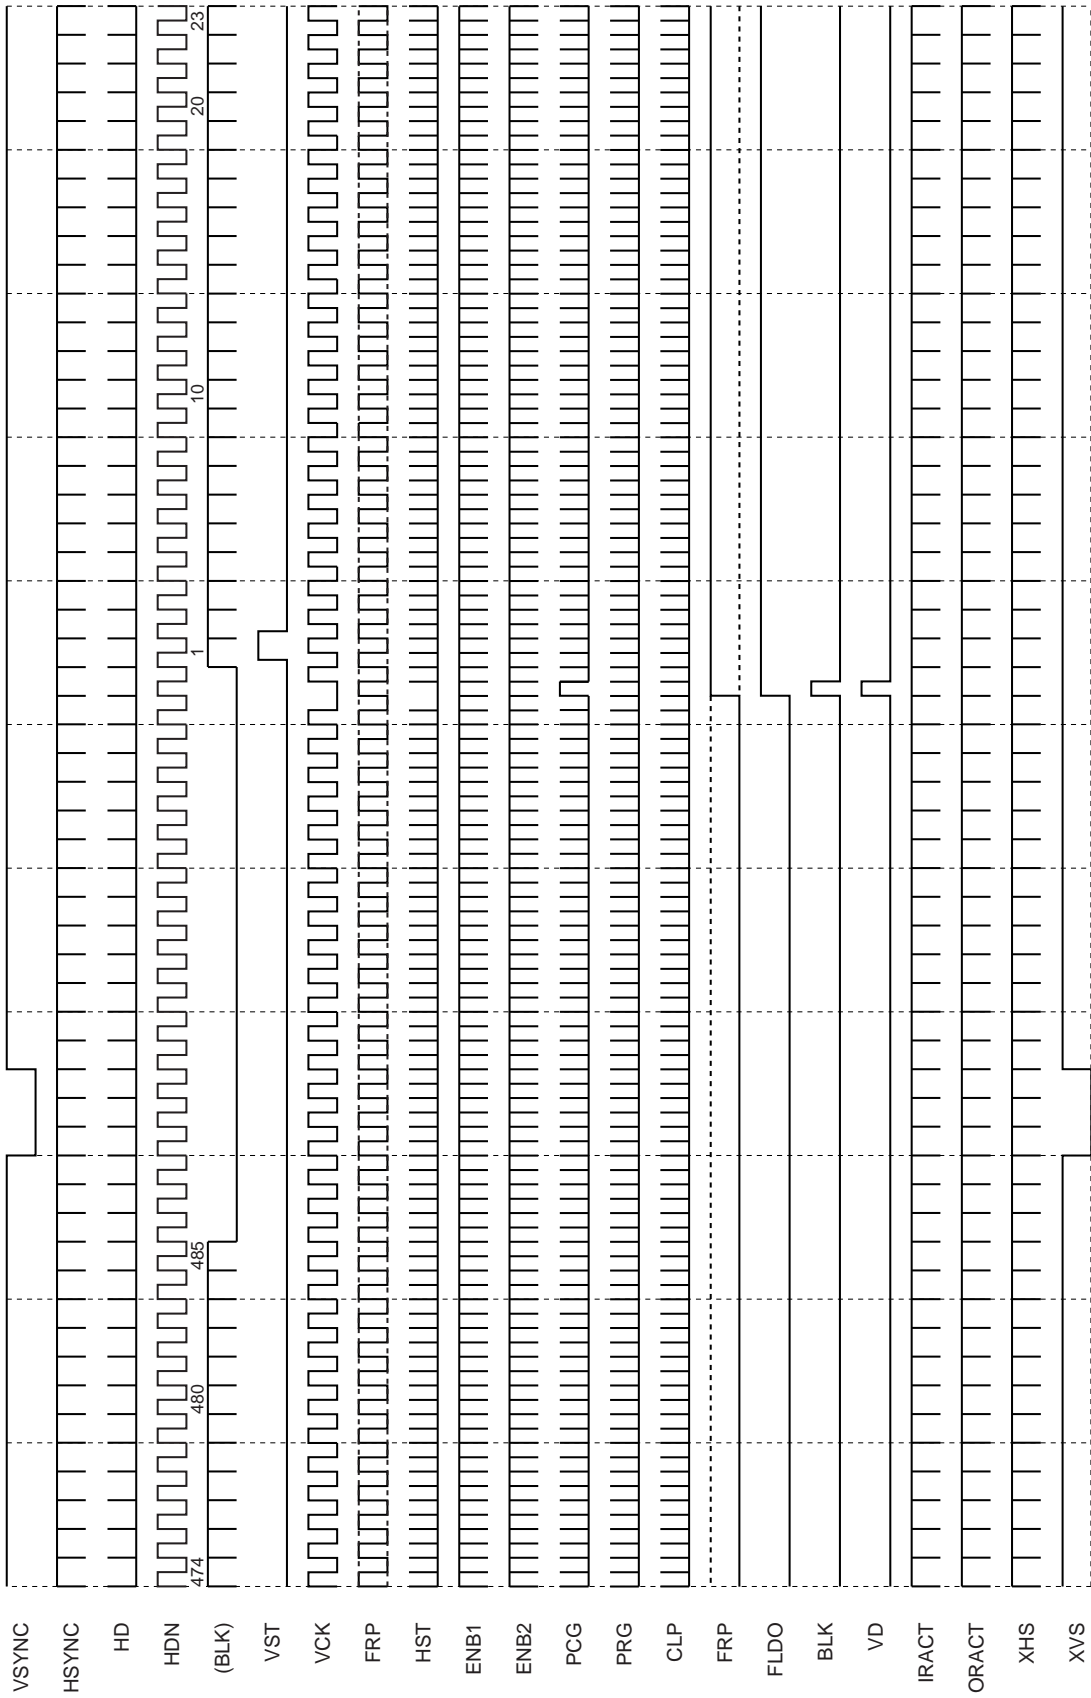 VSYNC
HSYNC
HD
HDN
474 480 485 1 10 20 23
(BLK)
VST
VCK
FRP
HST
ENB1
ENB2
PCG
PRG
CLP
FRP
FLDO
BLK
VD
IRACT
ORACT
XHS
XVS